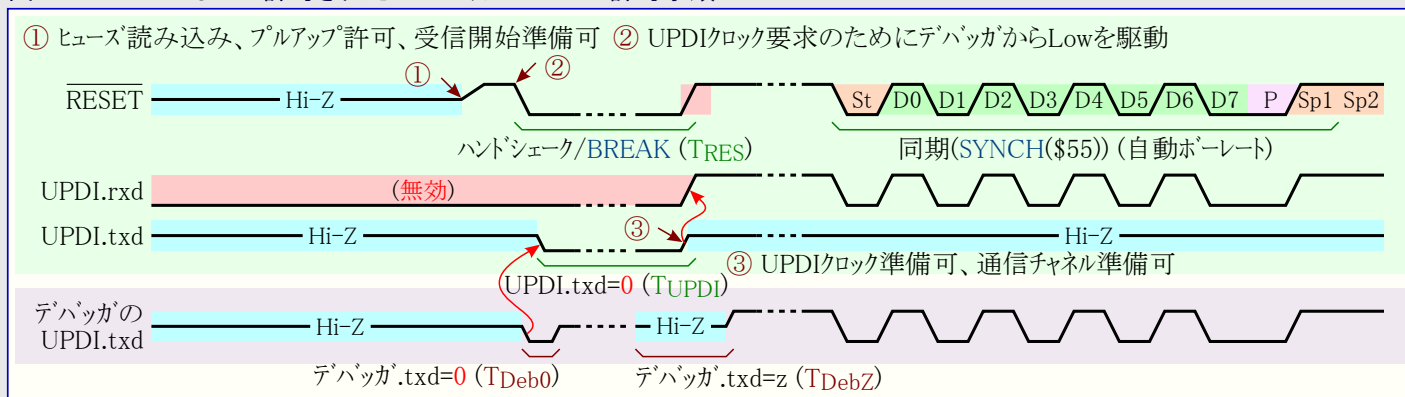 ① ヒューズ読み込み、プルアップ許可、受信開始準備可 ② UPDIクロック要求のためにデバッガからLowを駆動
① ②
RESET Hi-Z St D0 D1 D2 D3 D4 D5 D6 D7 P Sp1 Sp2
ハンドシェーク/BREAK (TRES) 同期(SYNCH($55)) (自動ボーレート)
UPDI.rxd (無効)
UPDI.txd Hi-Z ③ Hi-Z
③ UPDIクロック準備可、通信チャネル準備可
UPDI.txd=0 (TUPDI)
デバッガの
UPDI.txd Hi-Z Hi-Z
デバッガ.txd=0 (TDeb0) デバッガ.txd=z (TDebZ)